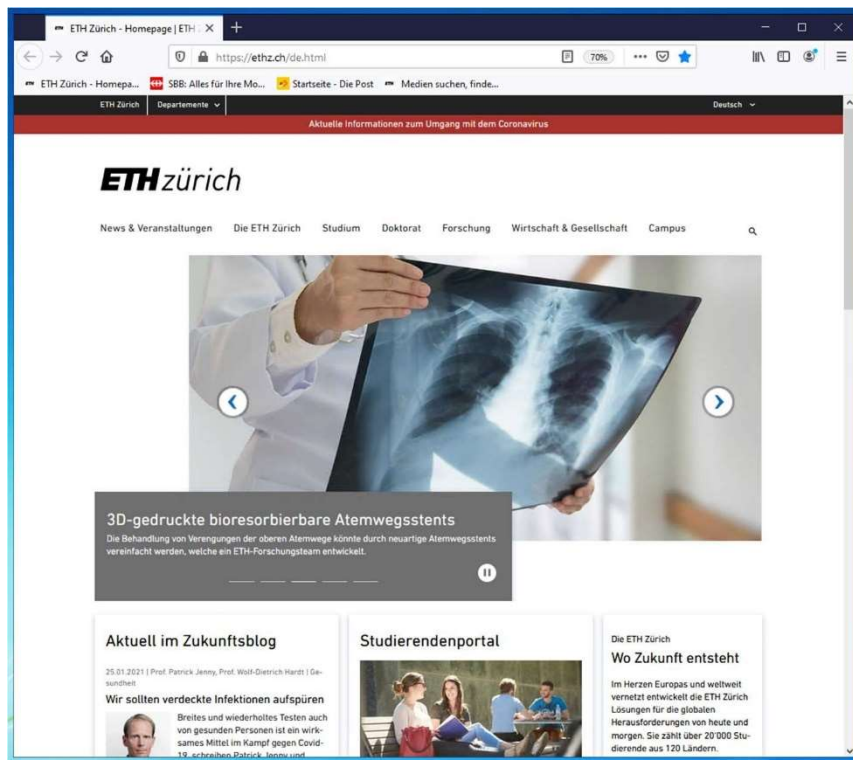 ETH Zürich - Homepage | ETH Z
https://ethz.ch/de.html
70%
ETH Zürich - Homepa...
SBB: Alles für Ihre Mo...
Startseite - Die Post
Medien suchen, finde...
ETH Zürich
Departemente
Deutsch
Aktuelle Informationen zum Umgang mit dem Coronavirus
ETH zürich
News & Veranstaltungen
Die ETH Zürich
Studium
Doktorat
Forschung
Wirtschaft & Gesellschaft
Campus
3D-gedruckte bioresorbierbare Atemwegsstents
Die Behandlung von Verengungen der oberen Atemwege könnte durch neuartige Atemwegsstents
vereinfacht werden, welche ein ETH-Forschungsteam entwickelt.
Aktuell im Zukunftsblog
25.01.2021 | Prof. Patrick Jenny, Prof. Wolf-Dietrich Hardt | Ge-
sundheit
Wir sollten verdeckte Infektionen aufspüren
Breites und wiederholtes Testen auch
von gesunden Personen ist ein wirk-
sames Mittel im Kampf gegen Covid-
19, schreiben Patrick Jenny und
Studierendenportal
Die ETH Zürich
Wo Zukunft entsteht
Im Herzen Europas und weltweit
vernetzt entwickelt die ETH Zürich
Lösungen für die globalen
Herausforderungen von heute und
morgen. Sie zählt über 20'000 Stu-
dierende aus 120 Ländern.